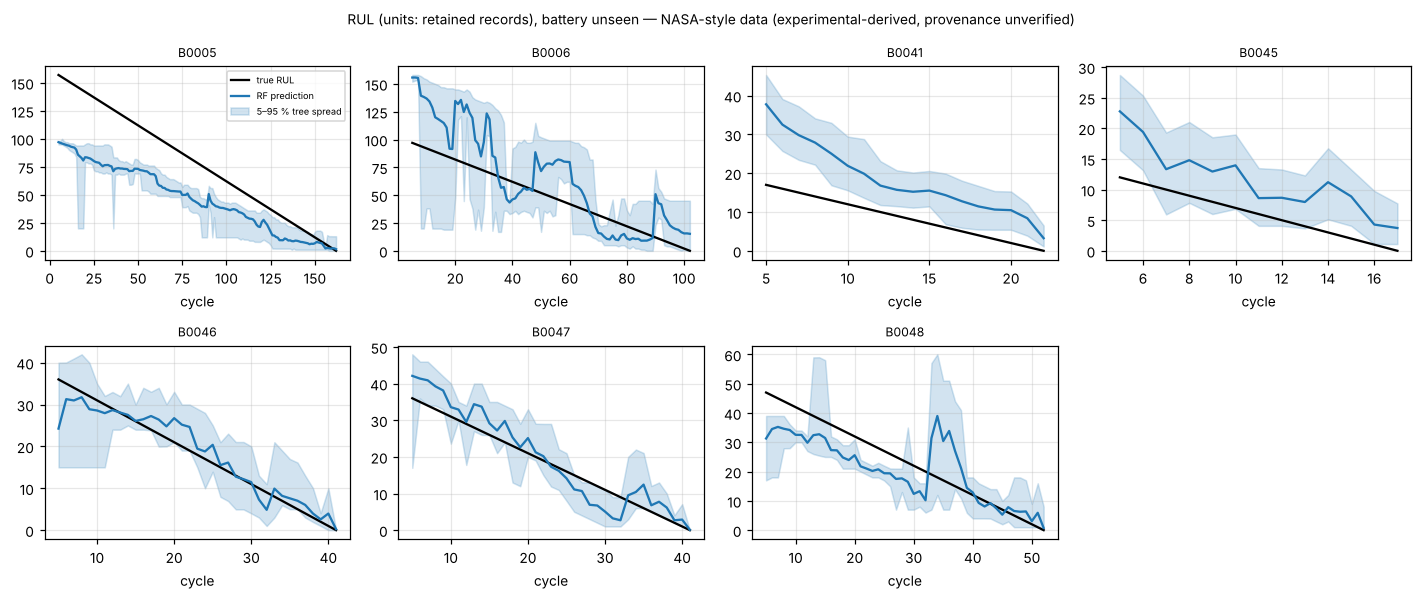 RUL (units: retained records), battery unseen — NASA-style data (experimental-derived, provenance unverified)
B0005
150
125
100
75
50
25
0
true RUL
RF prediction
5–95 % tree spread
0 25 50 75 100 125 150
cycle
B0006
150
125
100
75
50
25
0
20 40 60 80 100
cycle
B0041
40
30
20
10
0
5 10 15 20
cycle
B0045
30
25
20
15
10
5
0
6 8 10 12 14 16
cycle
B0046
40
30
20
10
0
10 20 30 40
cycle
B0047
50
40
30
20
10
0
10 20 30 40
cycle
B0048
60
50
40
30
20
10
0
10 20 30 40 50
cycle